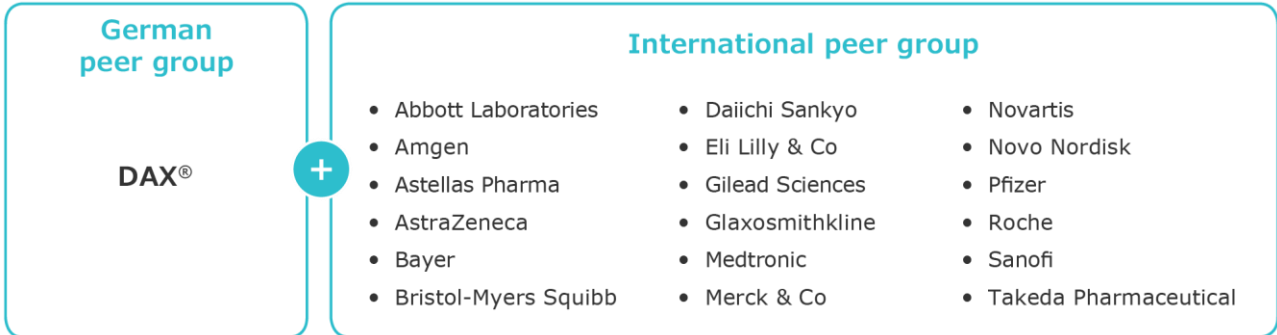 German
peer group
DAX®
+
International peer group
• Abbott Laboratories
• Amgen
• Astellas Pharma
• AstraZeneca
• Bayer
• Bristol-Myers Squibb
• Daiichi Sankyo
• Eli Lilly & Co
• Gilead Sciences
• Glaxosmithkline
• Medtronic
• Merck & Co
• Novartis
• Novo Nordisk
• Pfizer
• Roche
• Sanofi
• Takeda Pharmaceutical